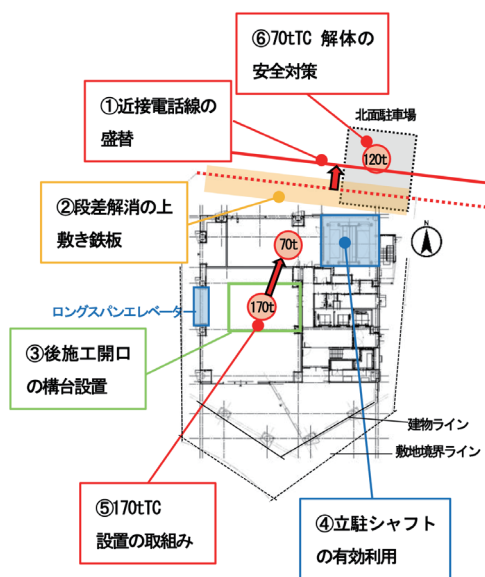 ⑥70tTC 解体の
安全対策
①近接電話線の
盛替
北面駐車場
120t
②段差解消の上
敷き鉄板
N
70t
ロングスパンエレベーター
170t
③後施工開口
の構台設置
建物ライン
敷地境界ライン
⑤170tTC
設置の取組み
④立駐シャフト
の有効利用